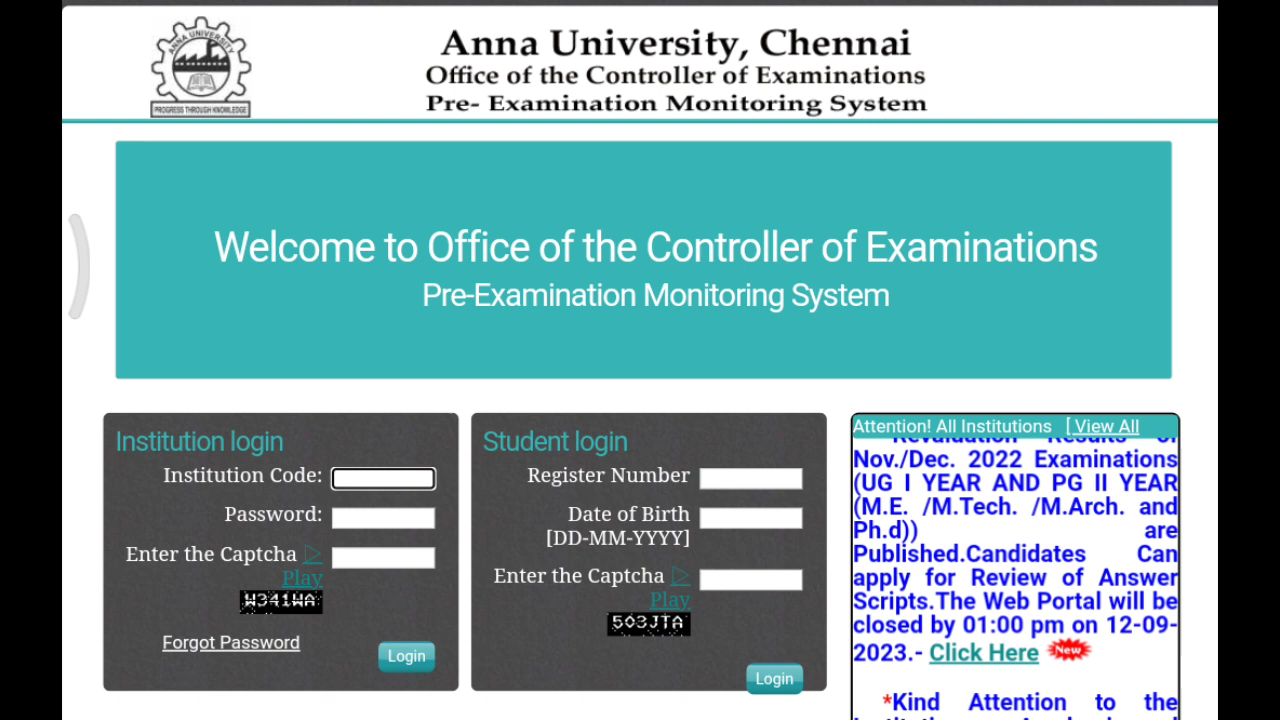 ANNA UNIVERSITY
PROGRESS THROUGH KNOWLEDGE
Anna University, Chennai
Office of the Controller of Examinations
Pre- Examination Monitoring System
Welcome to Office of the Controller of Examinations
Pre-Examination Monitoring System
Institution login
Institution Code:
Password:
Enter the Captcha ▷
Play
W341WA
Forgot Password
Login
Student login
Register Number
Date of Birth
[DD-MM-YYYY]
Enter the Captcha ▷
Play
503JTA
Login
Attention! All Institutions [ View All
Revaluation Results of
Nov./Dec. 2022 Examinations
(UG I YEAR AND PG II YEAR
(M.E. /M.Tech. /M.Arch. and
Ph.d)) are
Published.Candidates Can
apply for Review of Answer
Scripts.The Web Portal will be
closed by 01:00 pm on 12-09-
2023.- Click Here New
*Kind Attention to the